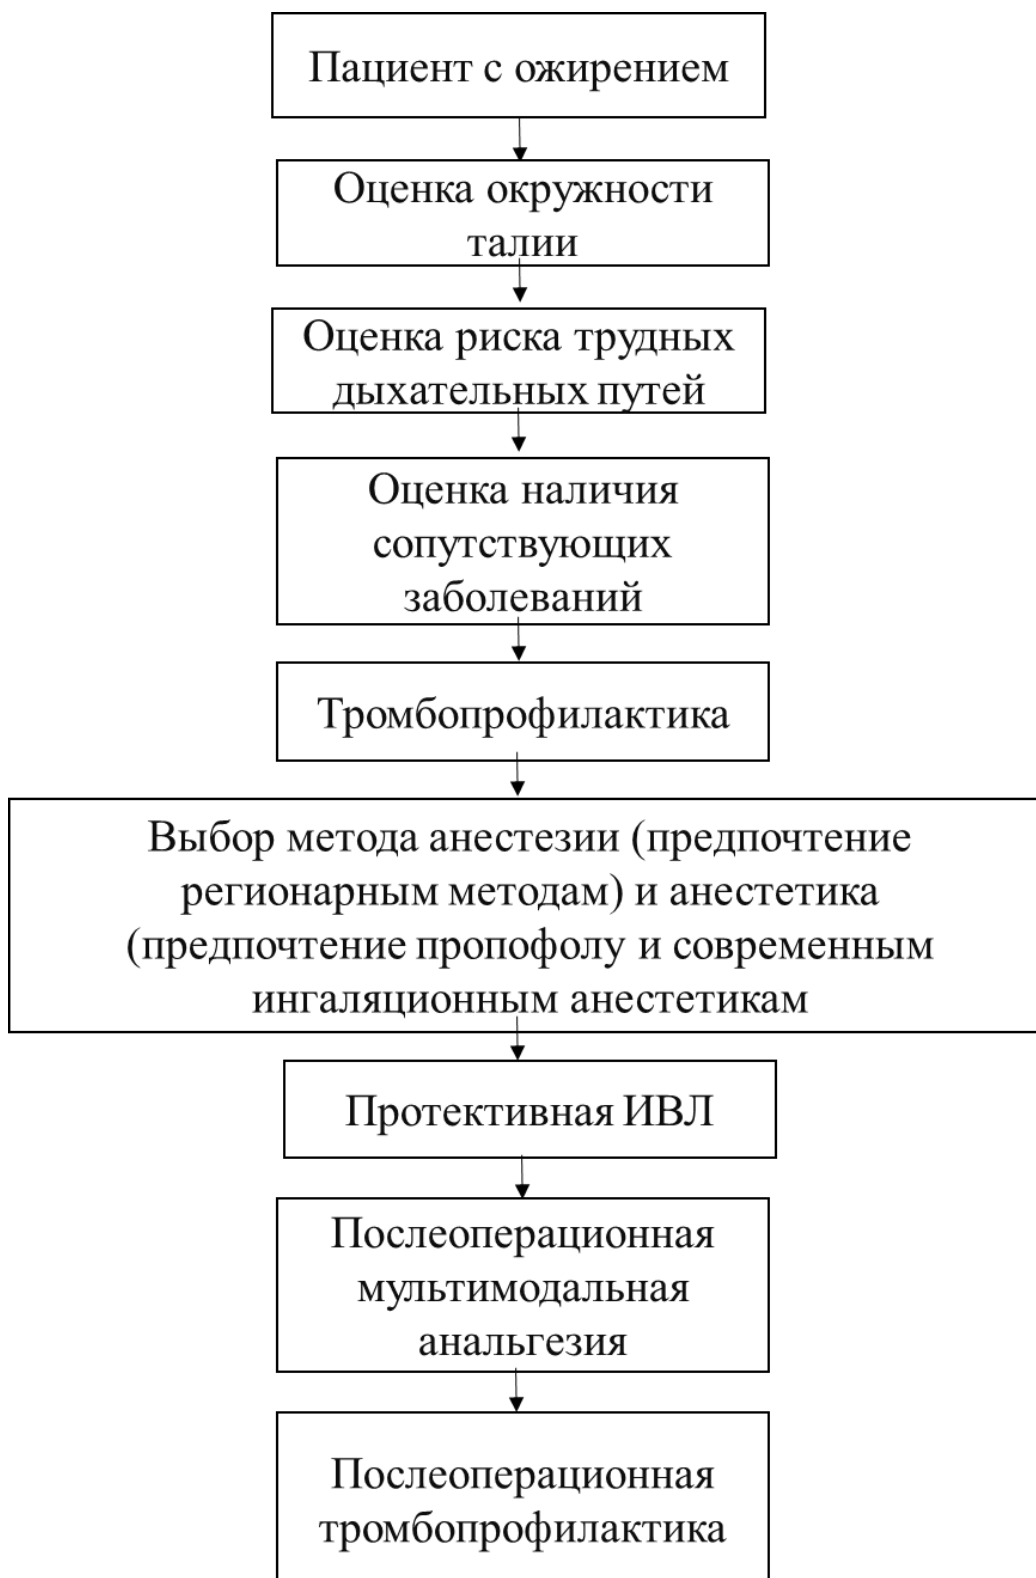 Пациент с ожирением
Оценка окружности
талии
Оценка риска трудных
дыхательных путей
Оценка наличия
сопутствующих
заболеваний
Тромбопрофилактика
Выбор метода анестезии (предпочтение
регионарным методам) и анестетика
(предпочтение пропофолу и современным
ингаляционным анестетикам
Протективная ИВЛ
Послеоперационная
мультимодальная
анальгезия
Послеоперационная
тромбопрофилактика